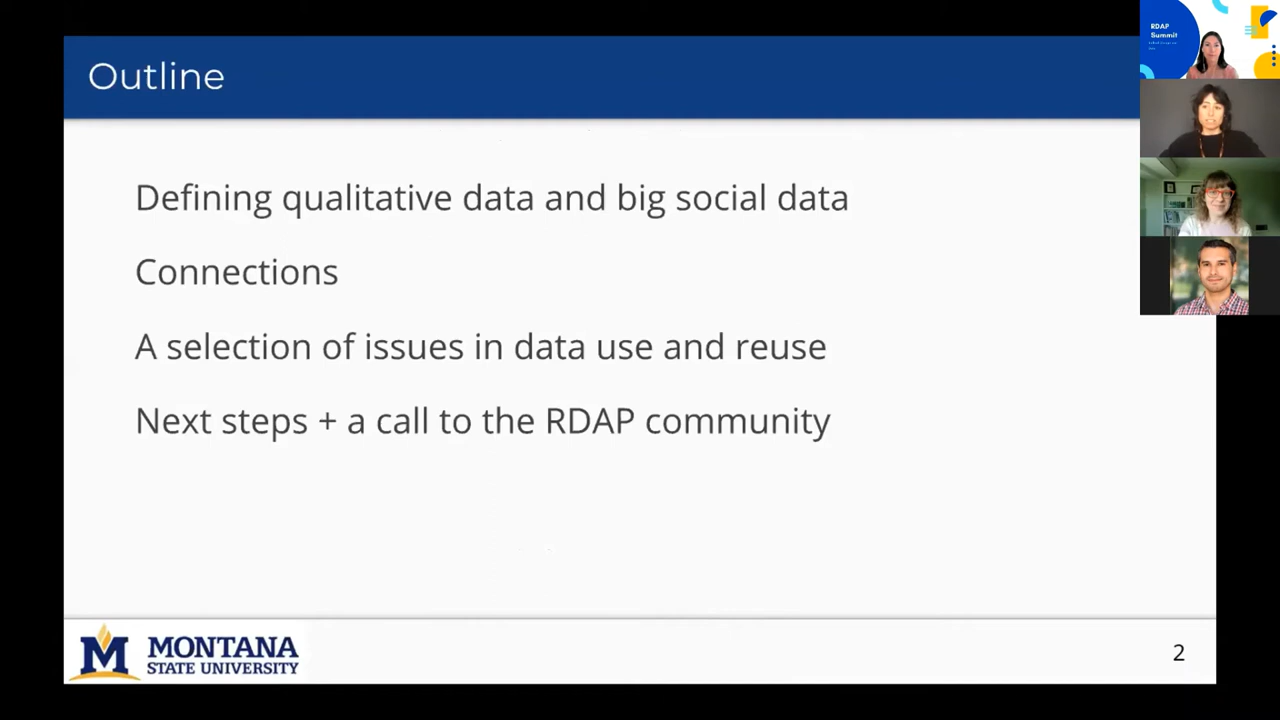 Outline
Defining qualitative data and big social data
Connections
A selection of issues in data use and reuse
Next steps + a call to the RDAP community
M MONTANA
STATE UNIVERSITY
2
RDAP
Summit